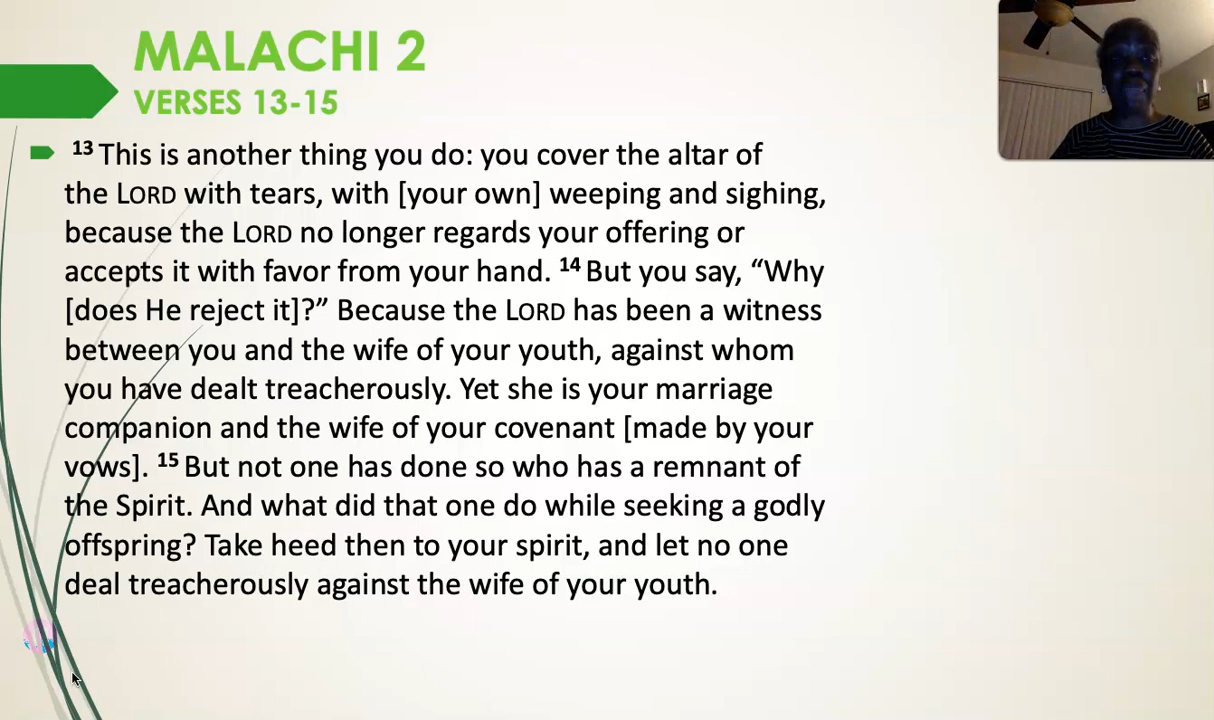 MALACHI 2
VERSES 13-15
13 This is another thing you do: you cover the altar of
the LORD with tears, with [your own] weeping and sighing,
because the LORD no longer regards your offering or
accepts it with favor from your hand. 14 But you say, “Why
[does He reject it]?” Because the LORD has been a witness
between you and the wife of your youth, against whom
you have dealt treacherously. Yet she is your marriage
companion and the wife of your covenant [made by your
vows]. 15 But not one has done so who has a remnant of
the Spirit. And what did that one do while seeking a godly
offspring? Take heed then to your spirit, and let no one
deal treacherously against the wife of your youth.